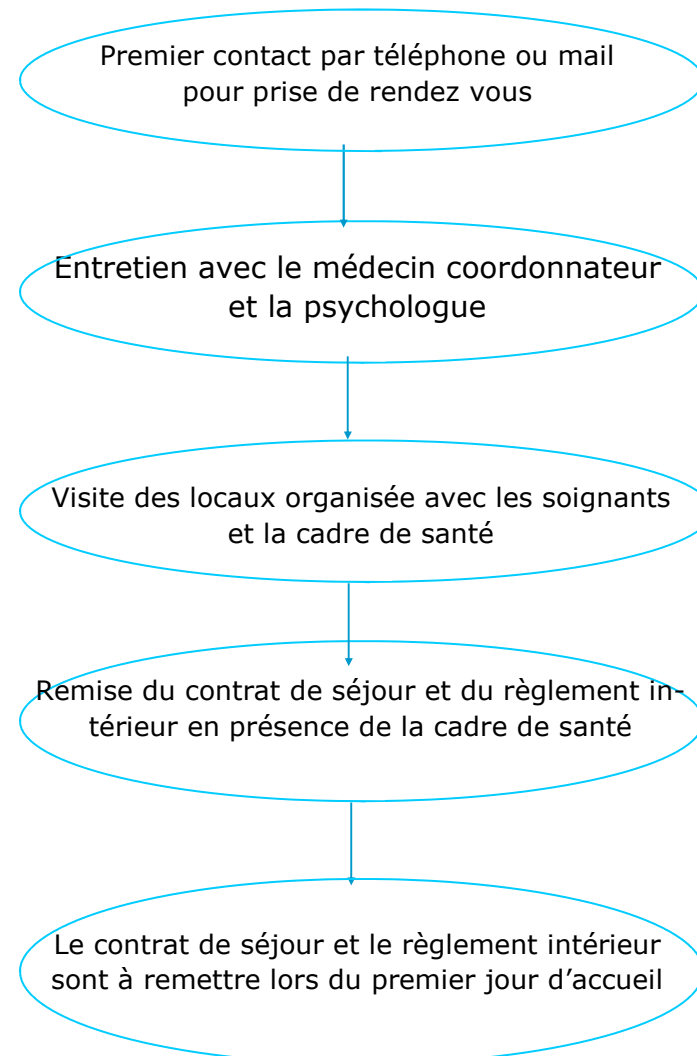 Premier contact par téléphone ou mail
pour prise de rendez vous
Entretien avec le médecin coordonnateur
et la psychologue
Visite des locaux organisée avec les soignants
et la cadre de santé
Remise du contrat de séjour et du règlement in-
térieur en présence de la cadre de santé
Le contrat de séjour et le règlement intérieur
sont à remettre lors du premier jour d’accueil